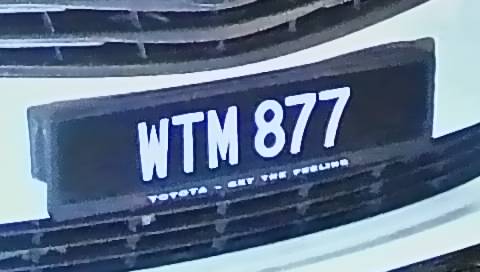 WTM 877
TOYOTA - GET THE FEELING